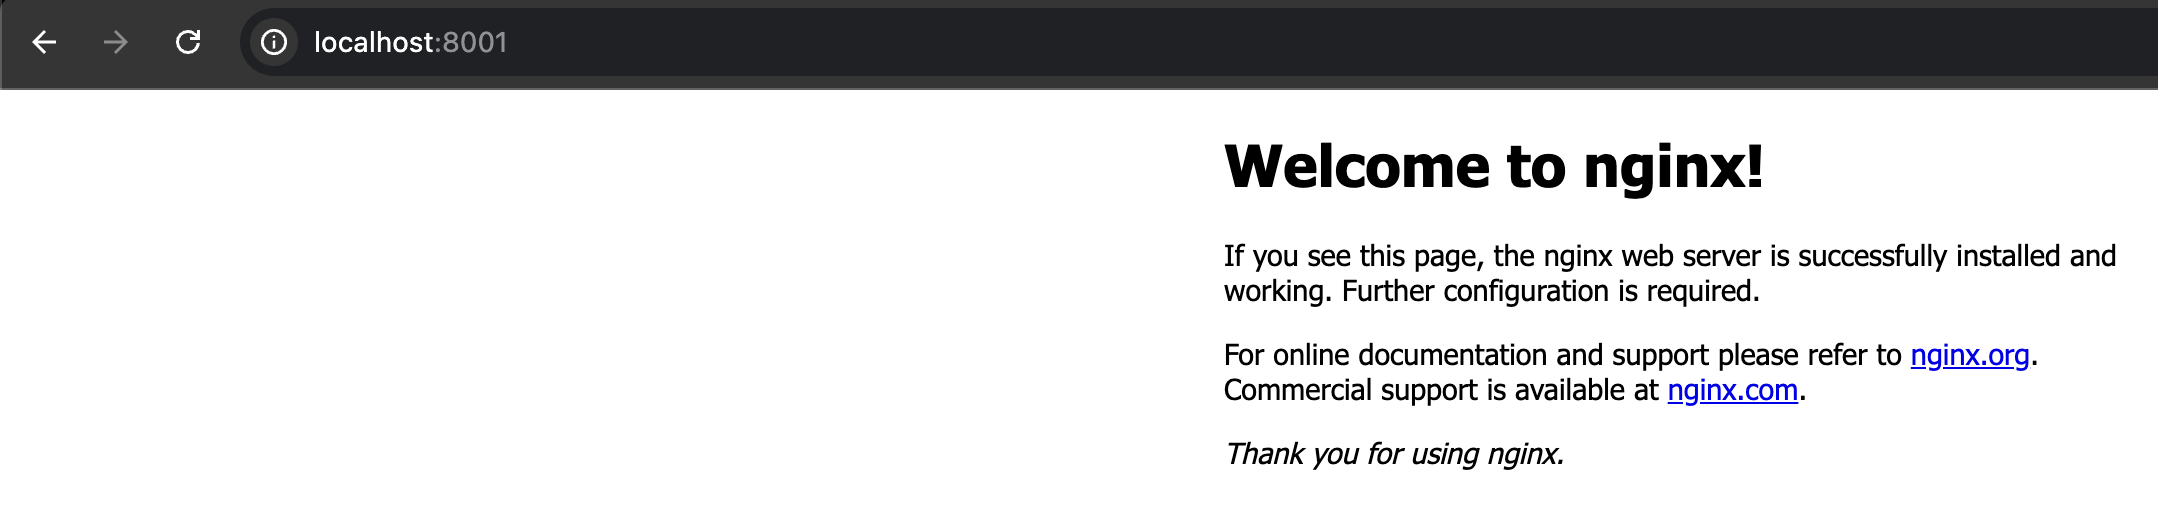 localhost:8001
Welcome to nginx!
If you see this page, the nginx web server is successfully installed and
working. Further configuration is required.
For online documentation and support please refer to nginx.org.
Commercial support is available at nginx.com.
Thank you for using nginx.